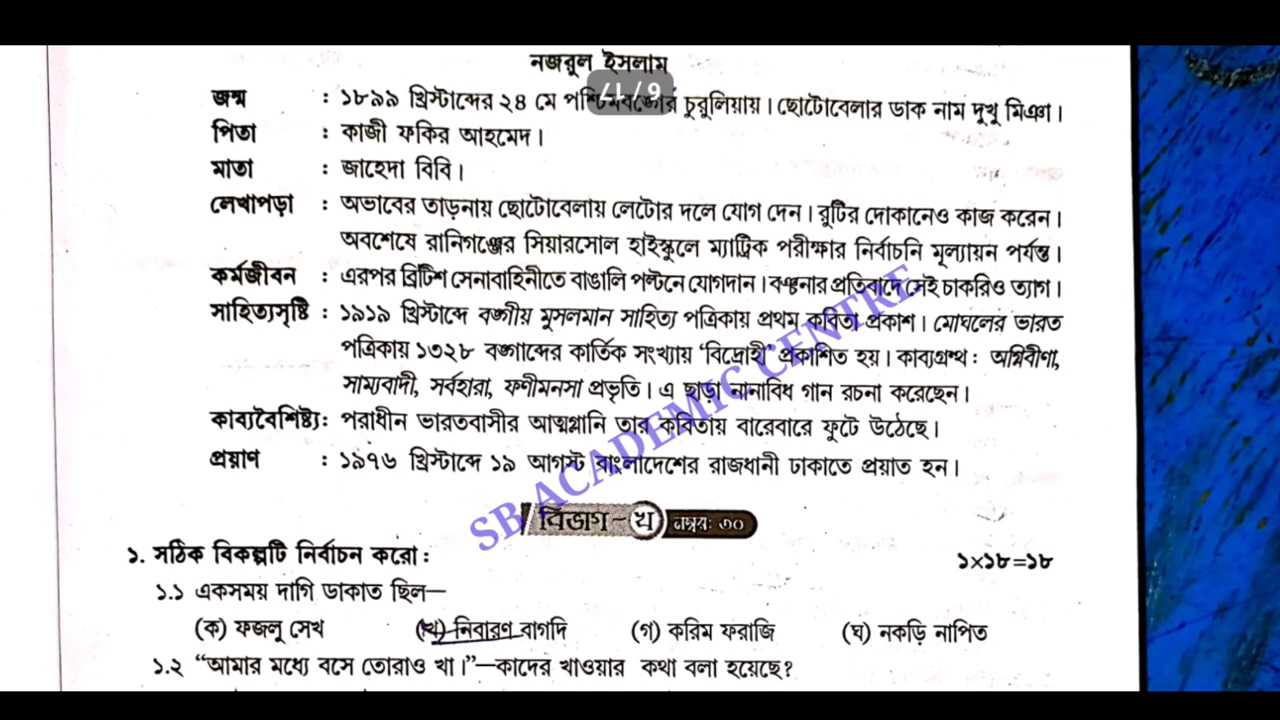 নজরুল ইসলাম
6 / 17
জন্ম : ১৮৯৯ খ্রিস্টাব্দের ২৪ মে পশ্চিমবঙ্গের চুরুলিয়ায়। ছোটোবেলার ডাক নাম দুখু মিঞা।
পিতা : কাজী ফকির আহমেদ।
মাতা : জাহেদা বিবি।
লেখাপড়া : অভাবের তাড়নায় ছোটোবেলায় লেটোর দলে যোগ দেন। রুটির দোকানেও কাজ করেন।
অবশেষে রানিগঞ্জের সিয়ারসোল হাইস্কুলে ম্যাট্রিক পরীক্ষার নির্বাচনি মূল্যায়ন পর্যন্ত।
কর্মজীবন : এরপর ব্রিটিশ সেনাবাহিনীতে বাঙালি পল্টনে যোগদান। বঞ্চনার প্রতিবাদে সেই চাকরিও ত্যাগ।
সাহিত্যসৃষ্টি : ১৯১৯ খ্রিস্টাব্দে বঙ্গীয় মুসলমান সাহিত্য পত্রিকায় প্রথম কবিতা প্রকাশ। মোঘলের ভারত
পত্রিকায় ১৩২৮ বঙ্গাব্দের কার্তিক সংখ্যায় ‘বিদ্রোহী’ প্রকাশিত হয়। কাব্যগ্রন্থ : অগ্নিবীণা,
সাম্যবাদী, সর্বহারা, ফণীমনসা প্রভৃতি। এ ছাড়া নানাবিধ গান রচনা করেছেন।
কাব্যবৈশিষ্ট্য: পরাধীন ভারতবাসীর আত্মগ্লানি তার কবিতায় বারেবারে ফুটে উঠেছে।
প্রয়াণ : ১৯৭৬ খ্রিস্টাব্দে ১৯ আগস্ট বাংলাদেশের রাজধানী ঢাকাতে প্রয়াত হন।
SB ACADEMIC CENTRE
বিভাগ-খ নম্বর: ৩০
১. সঠিক বিকল্পটি নির্বাচন করো: ১×১৮=১৮
১.১ একসময় দাগি ডাকাত ছিল—
(ক) ফজলু সেখ (খ) নিবারণ বাগদি (গ) করিম ফরাজি (ঘ) নকড়ি নাপিত
১.২ “আমার মধ্যে বসে তোরাও খা।”—কাদের খাওয়ার কথা বলা হয়েছে?